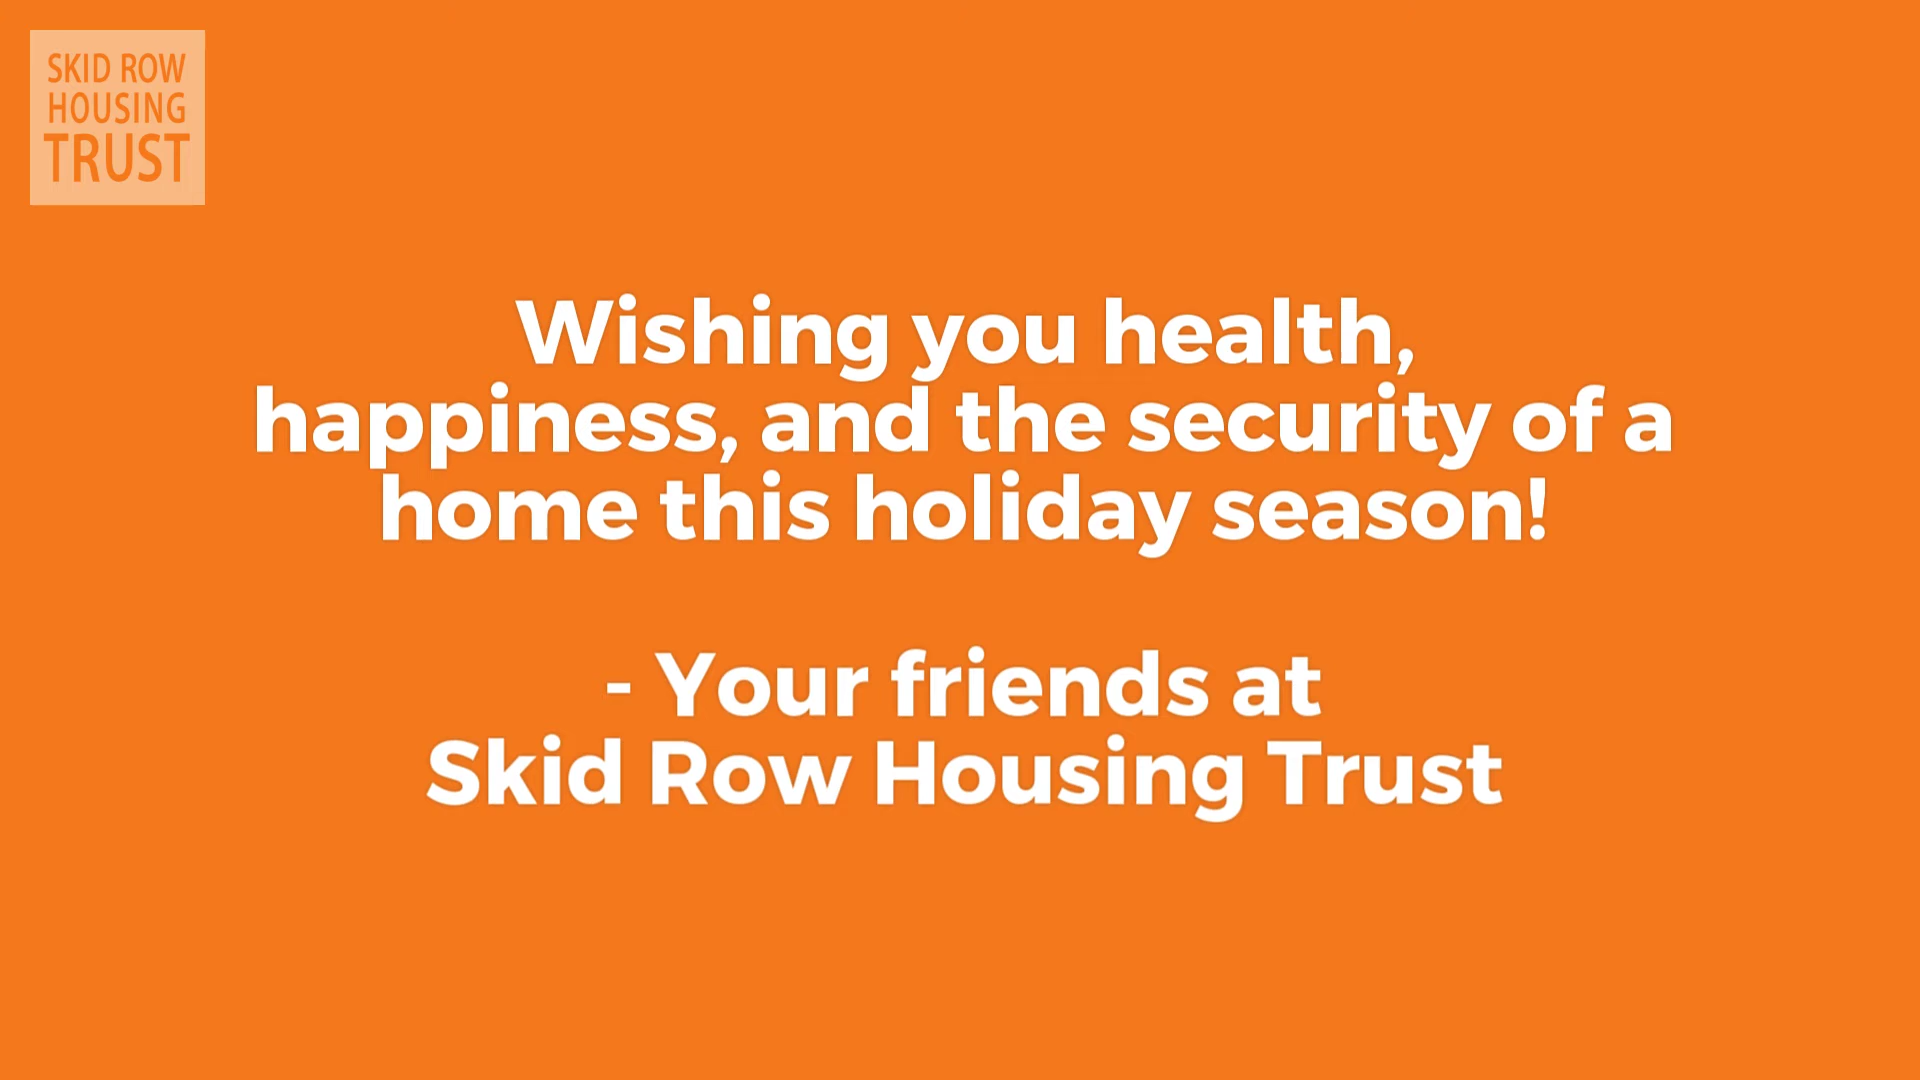 SKID ROW
HOUSING
TRUST
Wishing you health,
happiness, and the security of a
home this holiday season!
- Your friends at
Skid Row Housing Trust